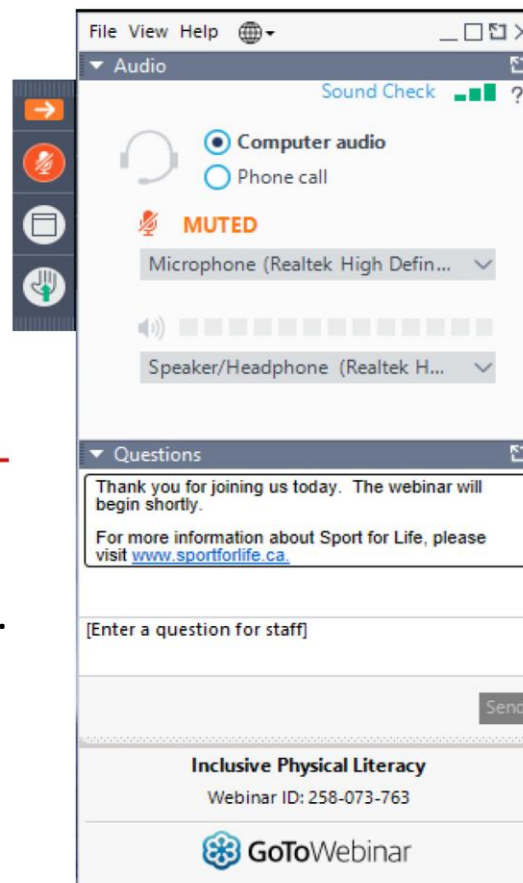 File View Help
Audio
Sound Check
?
Computer audio
Phone call
MUTED
Microphone (Realtek High Defin...
Speaker/Headphone (Realtek H...
Questions
Thank you for joining us today. The webinar will
begin shortly.
For more information about Sport for Life, please
visit www.sportforlife.ca.
.
[Enter a question for staff]
Send
Inclusive Physical Literacy
Webinar ID: 258-073-763
GoToWebinar